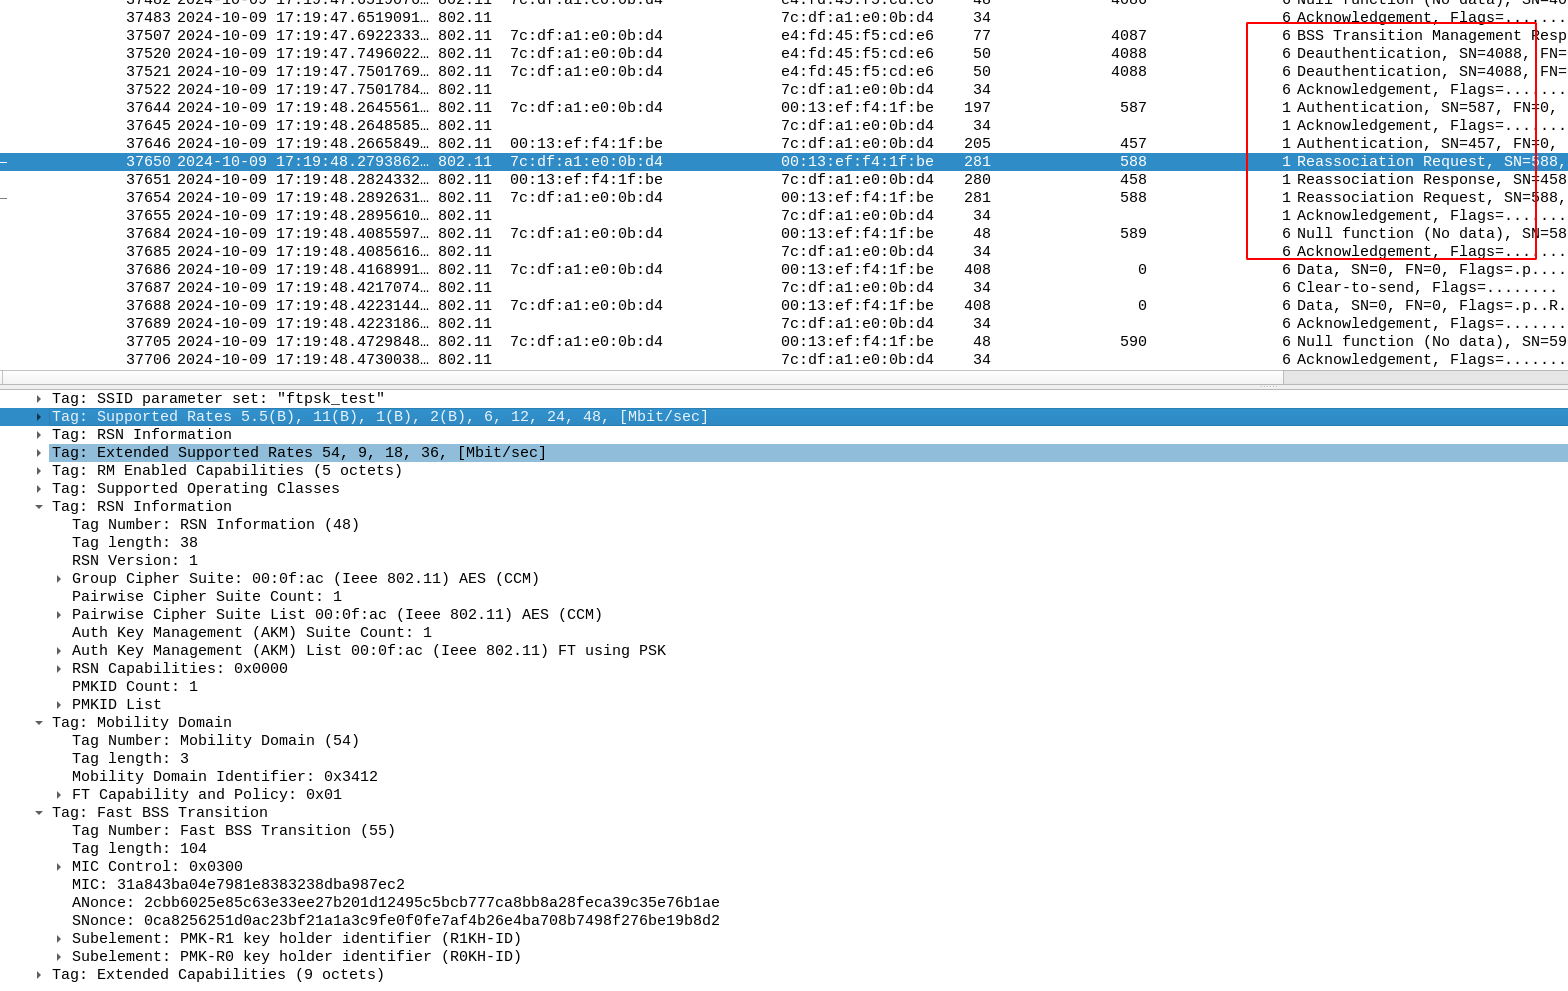 37482 2024-10-09 17:19:47.6519070… 802.11 7c:df:a1:e0:0b:d4 e4:fd:45:f5:cd:e6 48 4086 6 Null function (No data), SN=40
37483 2024-10-09 17:19:47.6519091… 802.11 7c:df:a1:e0:0b:d4 34 6 Acknowledgement, Flags=.......
37507 2024-10-09 17:19:47.6922333… 802.11 7c:df:a1:e0:0b:d4 e4:fd:45:f5:cd:e6 77 4087 6 BSS Transition Management Resp
37520 2024-10-09 17:19:47.7496022… 802.11 7c:df:a1:e0:0b:d4 e4:fd:45:f5:cd:e6 50 4088 6 Deauthentication, SN=4088, FN=
37521 2024-10-09 17:19:47.7501769… 802.11 7c:df:a1:e0:0b:d4 e4:fd:45:f5:cd:e6 50 4088 6 Deauthentication, SN=4088, FN=
37522 2024-10-09 17:19:47.7501784… 802.11 7c:df:a1:e0:0b:d4 34 6 Acknowledgement, Flags=.......
37644 2024-10-09 17:19:48.2645561… 802.11 7c:df:a1:e0:0b:d4 00:13:ef:f4:1f:be 197 587 1 Authentication, SN=587, FN=0,
37645 2024-10-09 17:19:48.2648585… 802.11 7c:df:a1:e0:0b:d4 34 1 Acknowledgement, Flags=.......
37646 2024-10-09 17:19:48.2665849… 802.11 00:13:ef:f4:1f:be 7c:df:a1:e0:0b:d4 205 457 1 Authentication, SN=457, FN=0,
37650 2024-10-09 17:19:48.2793862… 802.11 7c:df:a1:e0:0b:d4 00:13:ef:f4:1f:be 281 588 1 Reassociation Request, SN=588,
37651 2024-10-09 17:19:48.2824332… 802.11 00:13:ef:f4:1f:be 7c:df:a1:e0:0b:d4 280 458 1 Reassociation Response, SN=458
37654 2024-10-09 17:19:48.2892631… 802.11 7c:df:a1:e0:0b:d4 00:13:ef:f4:1f:be 281 588 1 Reassociation Request, SN=588,
37655 2024-10-09 17:19:48.2895610… 802.11 7c:df:a1:e0:0b:d4 34 1 Acknowledgement, Flags=.......
37684 2024-10-09 17:19:48.4085597… 802.11 7c:df:a1:e0:0b:d4 00:13:ef:f4:1f:be 48 589 6 Null function (No data), SN=58
37685 2024-10-09 17:19:48.4085616… 802.11 7c:df:a1:e0:0b:d4 34 6 Acknowledgement, Flags=.......
37686 2024-10-09 17:19:48.4168991… 802.11 7c:df:a1:e0:0b:d4 00:13:ef:f4:1f:be 408 0 6 Data, SN=0, FN=0, Flags=.p....
37687 2024-10-09 17:19:48.4217074… 802.11 7c:df:a1:e0:0b:d4 34 6 Clear-to-send, Flags=........
37688 2024-10-09 17:19:48.4223144… 802.11 7c:df:a1:e0:0b:d4 00:13:ef:f4:1f:be 408 0 6 Data, SN=0, FN=0, Flags=.p..R.
37689 2024-10-09 17:19:48.4223186… 802.11 7c:df:a1:e0:0b:d4 34 6 Acknowledgement, Flags=.......
37705 2024-10-09 17:19:48.4729848… 802.11 7c:df:a1:e0:0b:d4 00:13:ef:f4:1f:be 48 590 6 Null function (No data), SN=59
37706 2024-10-09 17:19:48.4730038… 802.11 7c:df:a1:e0:0b:d4 34 6 Acknowledgement, Flags=.......
Tag: SSID parameter set: "ftpsk_test"
Tag: Supported Rates 5.5(B), 11(B), 1(B), 2(B), 6, 12, 24, 48, [Mbit/sec]
Tag: RSN Information
Tag: Extended Supported Rates 54, 9, 18, 36, [Mbit/sec]
Tag: RM Enabled Capabilities (5 octets)
Tag: Supported Operating Classes
Tag: RSN Information
Tag Number: RSN Information (48)
Tag length: 38
RSN Version: 1
Group Cipher Suite: 00:0f:ac (Ieee 802.11) AES (CCM)
Pairwise Cipher Suite Count: 1
Pairwise Cipher Suite List 00:0f:ac (Ieee 802.11) AES (CCM)
Auth Key Management (AKM) Suite Count: 1
Auth Key Management (AKM) List 00:0f:ac (Ieee 802.11) FT using PSK
RSN Capabilities: 0x0000
PMKID Count: 1
PMKID List
Tag: Mobility Domain
Tag Number: Mobility Domain (54)
Tag length: 3
Mobility Domain Identifier: 0x3412
FT Capability and Policy: 0x01
Tag: Fast BSS Transition
Tag Number: Fast BSS Transition (55)
Tag length: 104
MIC Control: 0x0300
MIC: 31a843ba04e7981e8383238dba987ec2
ANonce: 2cbb6025e85c63e33ee27b201d12495c5bcb777ca8bb8a28feca39c35e76b1ae
SNonce: 0ca8256251d0ac23bf21a1a3c9fe0f0fe7af4b26e4ba708b7498f276be19b8d2
Subelement: PMK-R1 key holder identifier (R1KH-ID)
Subelement: PMK-R0 key holder identifier (R0KH-ID)
Tag: Extended Capabilities (9 octets)